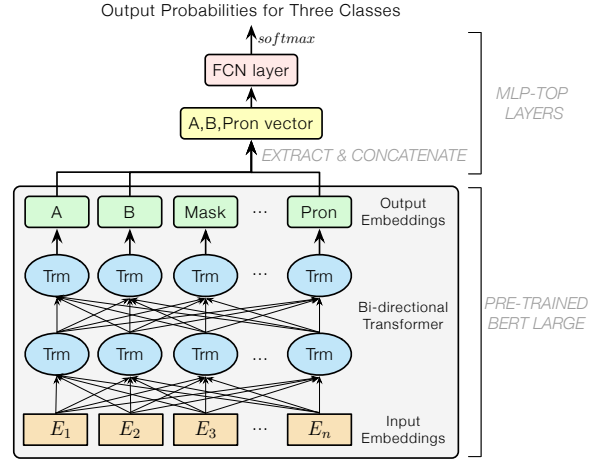 Output Probabilities for Three Classes
softmax
FCN layer
MLP-TOP
LAYERS
A,B,Pron vector
EXTRACT & CONCATENATE
A B Mask ... Pron
Output
Embeddings
Trm Trm Trm ... Trm
Bi-directional
Transformer
PRE-TRAINED
BERT LARGE
Trm Trm Trm ... Trm
E1 E2 E3 ... En
Input
Embeddings